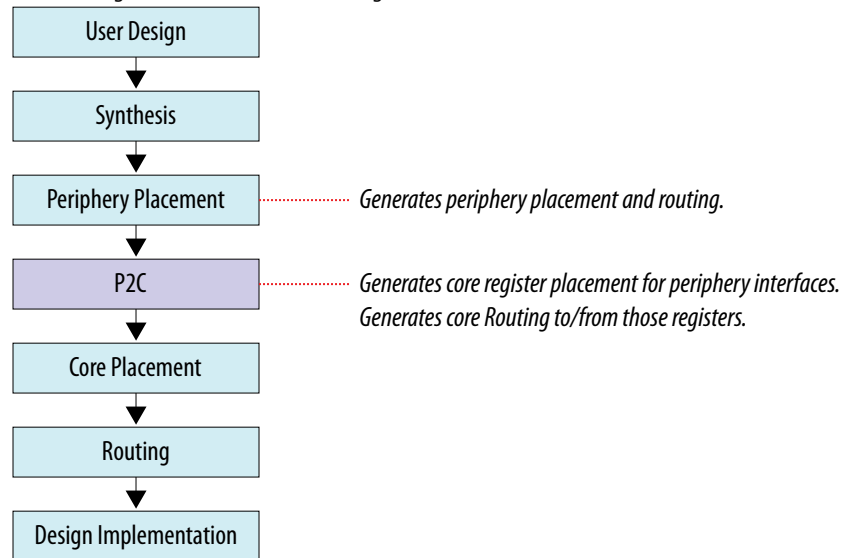 User Design
Synthesis
Periphery Placement
Generates periphery placement and routing.
P2C
Generates core register placement for periphery interfaces.
Generates core Routing to/from those registers.
Core Placement
Routing
Design Implementation